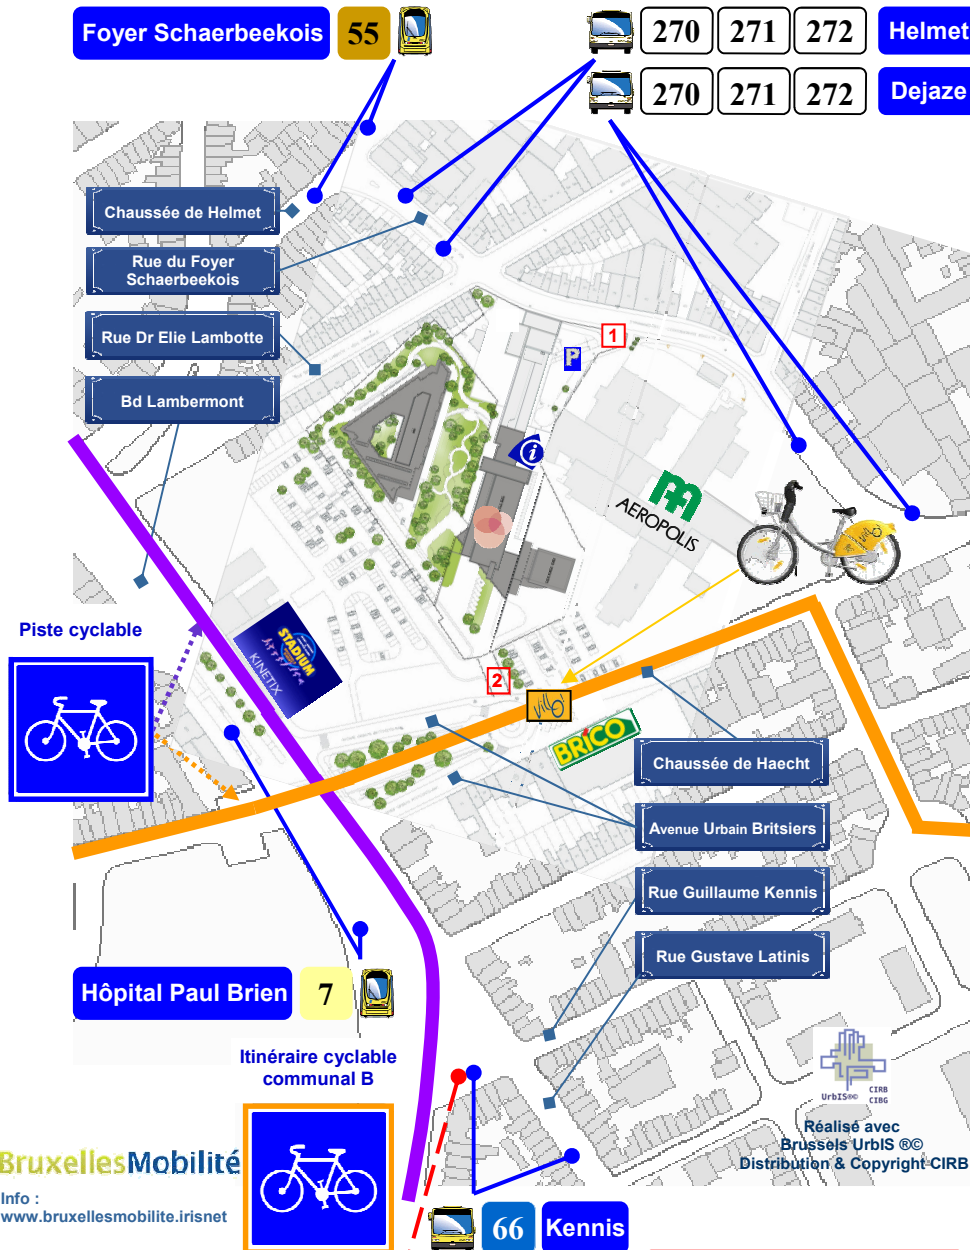 Foyer Schaerbeekois 55
270 271 272 Helmet
270 271 272 Dejaze
Chaussée de Helmet
Rue du Foyer
Schaerbeekois
Rue Dr Elie Lambotte
Bd Lambermont
1
P
i
AEROPOLIS
Villo!
Piste cyclable
STADIUM
KINETIX
2
Villo!
BRICO
Chaussée de Haecht
Avenue Urbain Britsiers
Rue Guillaume Kennis
Rue Gustave Latinis
Hôpital Paul Brien 7
Itinéraire cyclable
communal B
UrbIS®© CIRB
CIBG
Réalisé avec
Brussels UrbIS ®©
Distribution & Copyright CIRB
BruxellesMobilité
Info :
www.bruxellesmobilite.irisnet
66 Kennis